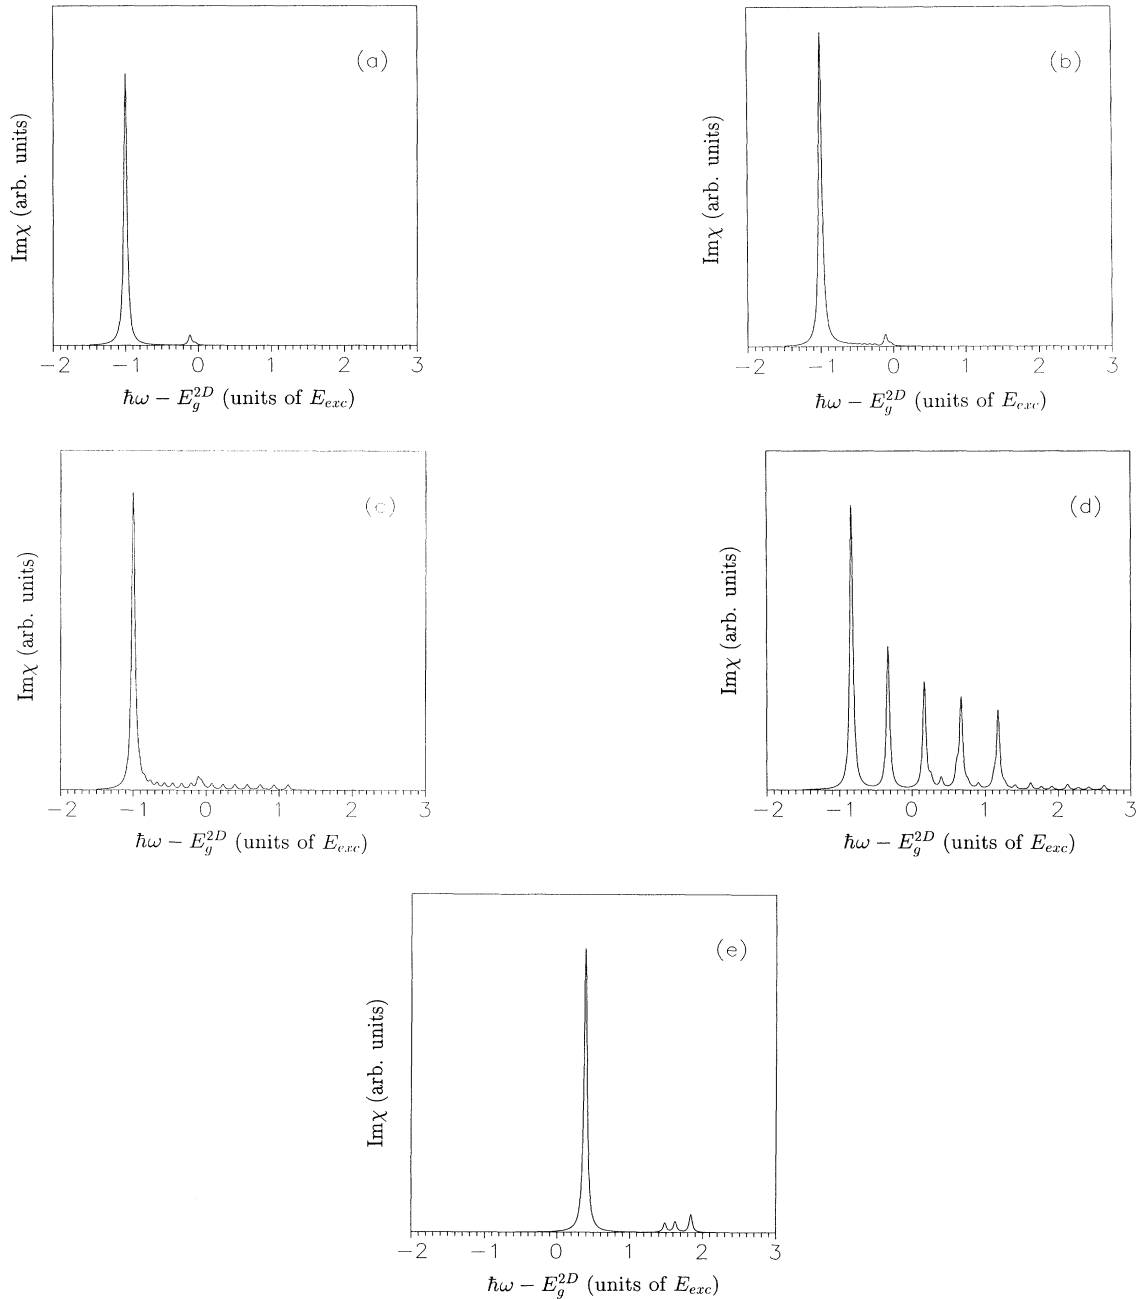 (a)
Imχ (arb. units)
−2 −1 0 1 2 3
ħω − E_g^{2D} (units of E_{exc})
(b)
Imχ (arb. units)
−2 −1 0 1 2 3
ħω − E_g^{2D} (units of E_{exc})
(c)
Imχ (arb. units)
−2 −1 0 1 2 3
ħω − E_g^{2D} (units of E_{exc})
(d)
Imχ (arb. units)
−2 −1 0 1 2 3
ħω − E_g^{2D} (units of E_{exc})
(e)
Imχ (arb. units)
−2 −1 0 1 2 3
ħω − E_g^{2D} (units of E_{exc})